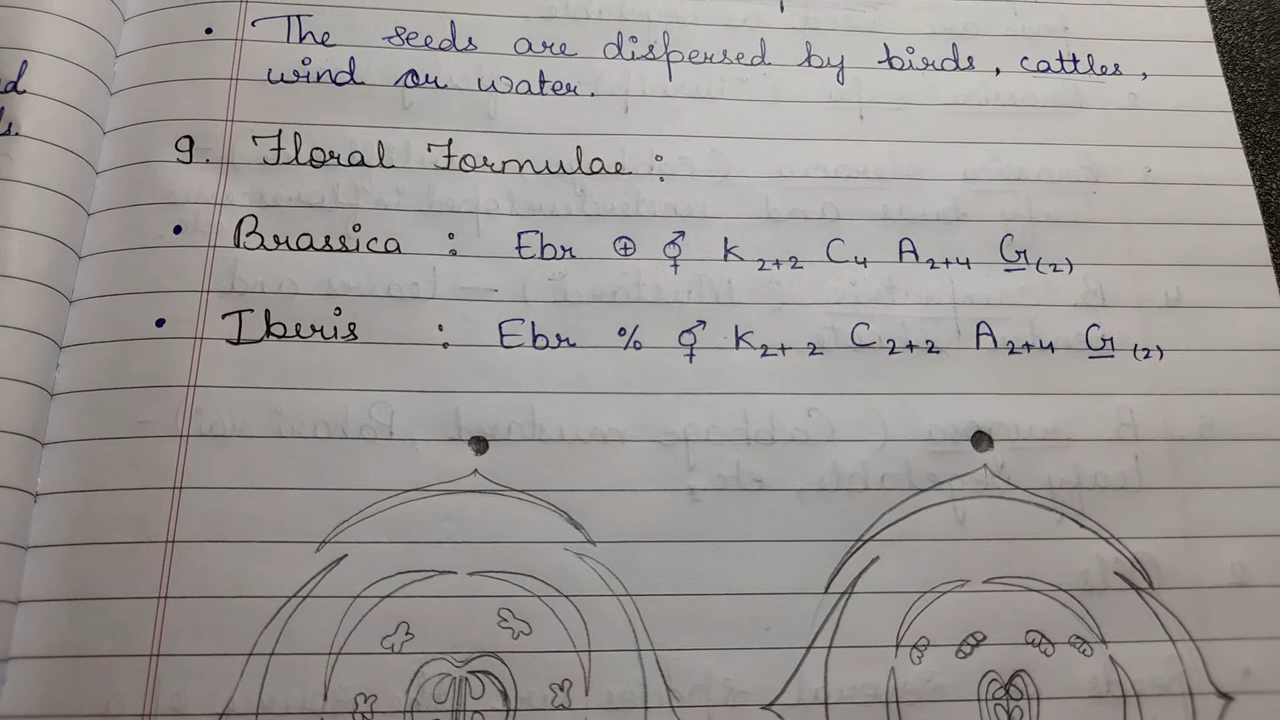 • The seeds are dispersed by birds, cattles,
wind or water.
9. Floral Formulae :
• Brassica : Ebr ⊕ ⚥ K₂₊₂ C₄ A₂₊₄ G̲₍₂₎
• Iberis : Ebr % ⚥ K₂₊₂ C₂₊₂ A₂₊₄ G̲₍₂₎